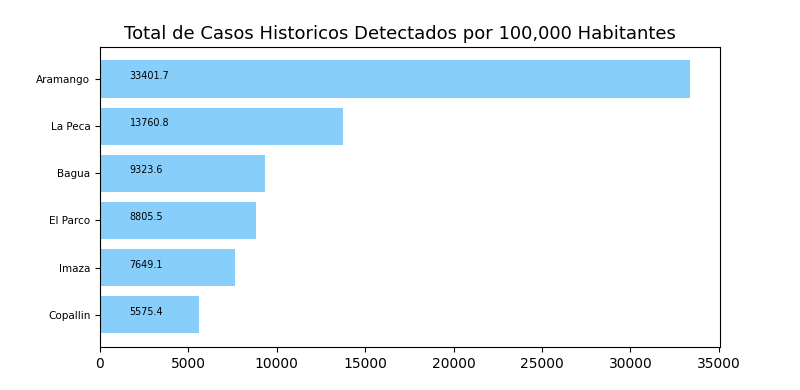 Total de Casos Historicos Detectados por 100,000 Habitantes
Aramango 33401.7
La Peca 13760.8
Bagua 9323.6
El Parco 8805.5
Imaza 7649.1
Copallin 5575.4
0 5000 10000 15000 20000 25000 30000 35000